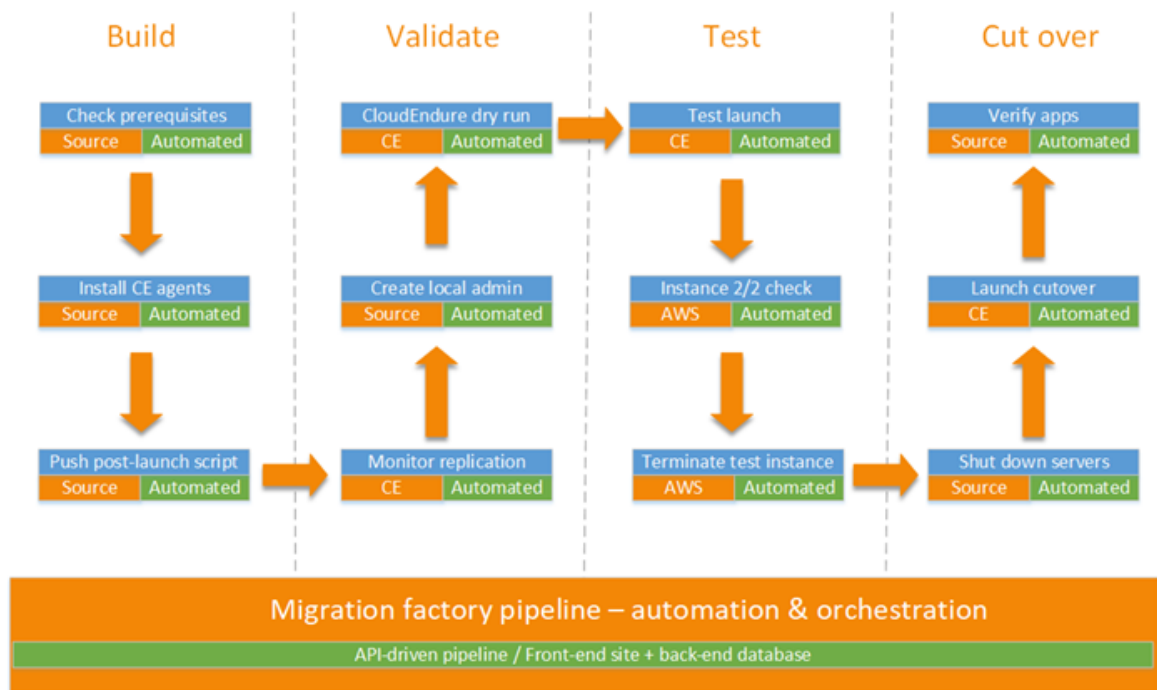 Build
Validate
Test
Cut over
Check prerequisites
Source Automated
CloudEndure dry run
CE Automated
Test launch
CE Automated
Verify apps
Source Automated
Install CE agents
Source Automated
Create local admin
Source Automated
Instance 2/2 check
AWS Automated
Launch cutover
CE Automated
Push post-launch script
Source Automated
Monitor replication
CE Automated
Terminate test instance
AWS Automated
Shut down servers
Source Automated
Migration factory pipeline – automation & orchestration
API-driven pipeline / Front-end site + back-end database